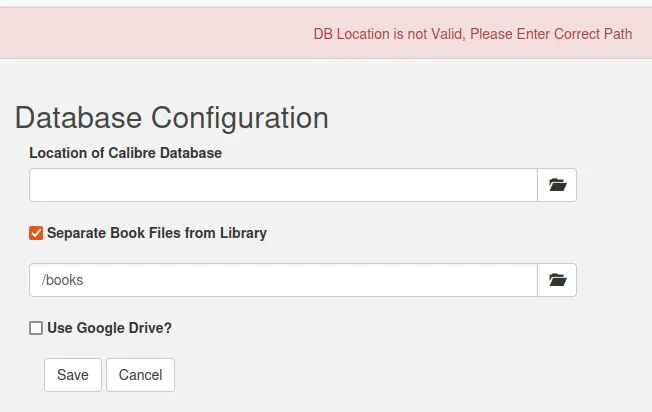 DB Location is not Valid, Please Enter Correct Path
Database Configuration
Location of Calibre Database
Separate Book Files from Library
/books
Use Google Drive?
Save Cancel